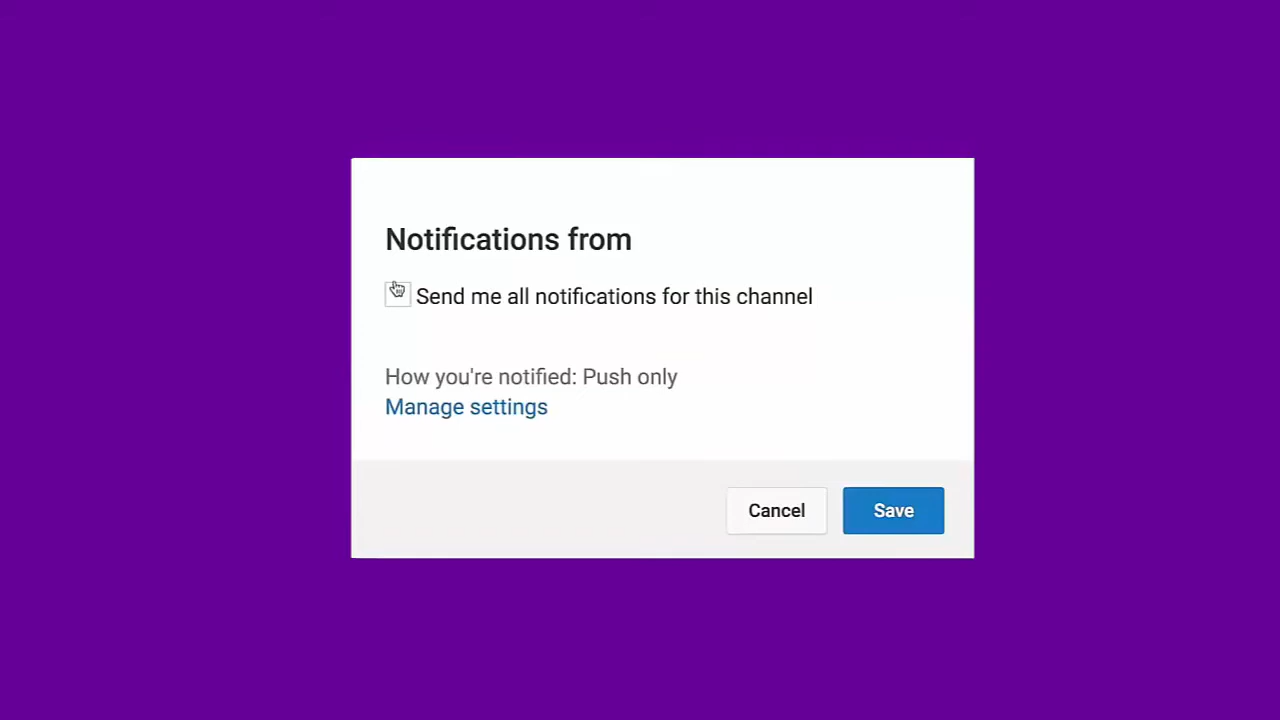 Notifications from
Send me all notifications for this channel
How you're notified: Push only
Manage settings
Cancel
Save